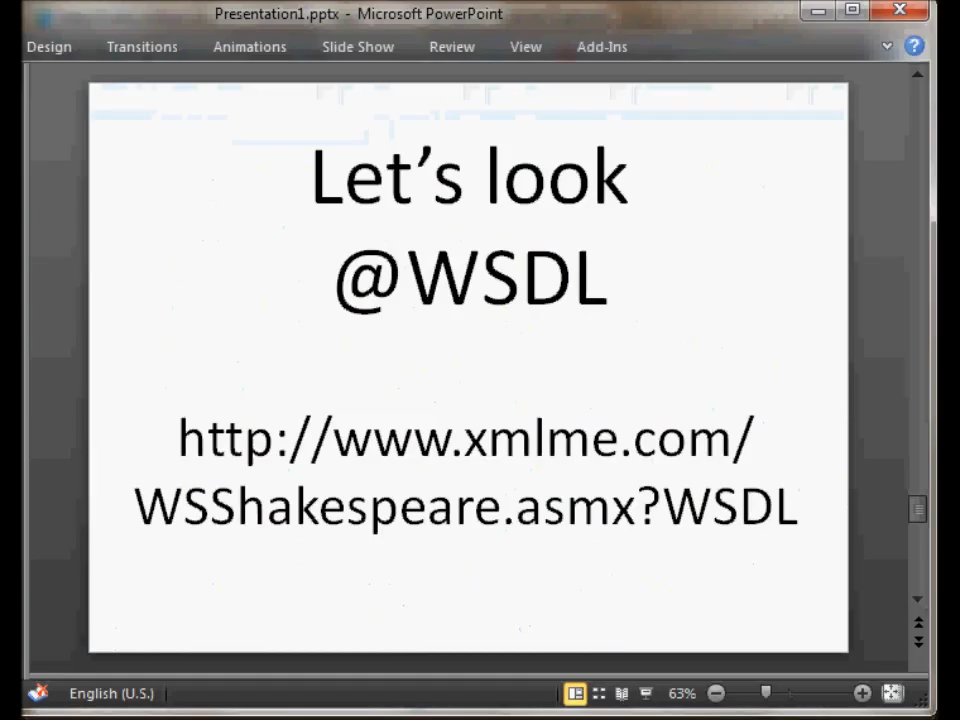 Presentation1.pptx - Microsoft PowerPoint
Design Transitions Animations Slide Show Review View Add-Ins
Let’s look
@WSDL
http://www.xmlme.com/
WSShakespeare.asmx?WSDL
English (U.S.) 63%